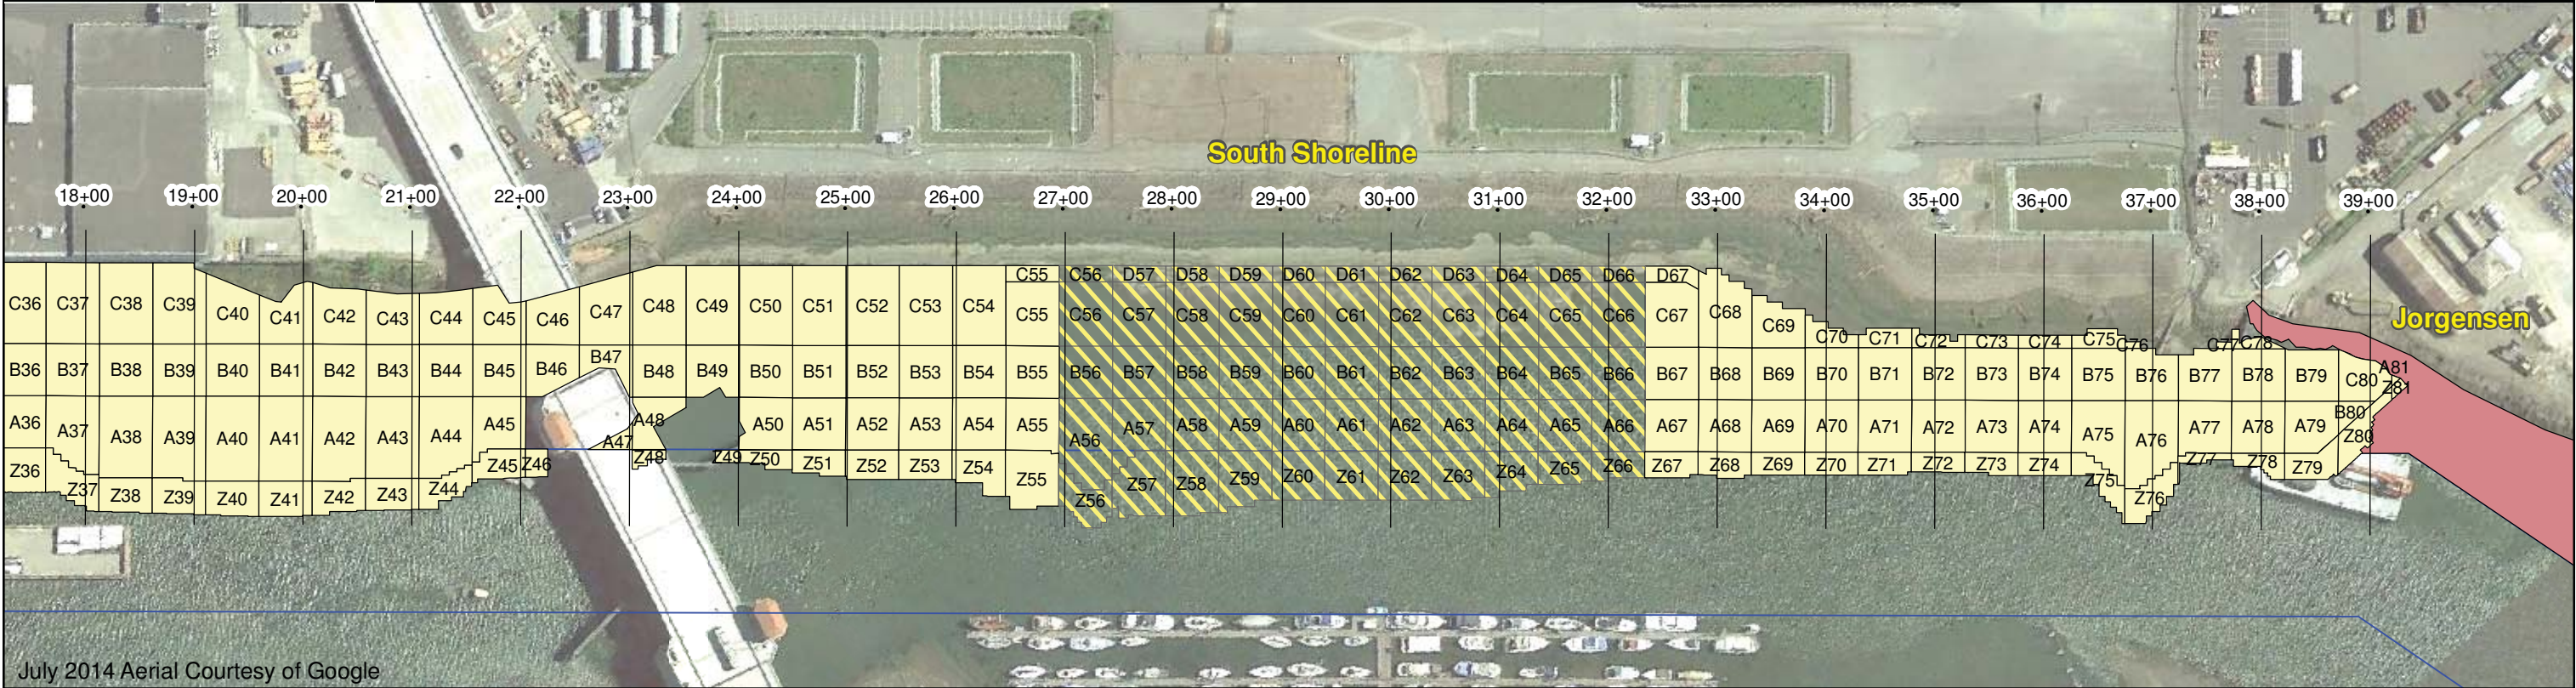 South Shoreline
18+00 19+00 20+00 21+00 22+00 23+00 24+00 25+00 26+00 27+00 28+00 29+00 30+00 31+00 32+00 33+00 34+00 35+00 36+00 37+00 38+00 39+00
C55 C56 D57 D58 D59 D60 D61 D62 D63 D64 D65 D66 D67
C36 C37 C38 C39 C40 C41 C42 C43 C44 C45 C46 C47 C48 C49 C50 C51 C52 C53 C54 C55 C56 C57 C58 C59 C60 C61 C62 C63 C64 C65 C66 C67 C68 C69 C70 C71 C72 C73 C74 C75 C76 C77 C78
Jorgensen
B36 B37 B38 B39 B40 B41 B42 B43 B44 B45 B46 B47 B48 B49 B50 B51 B52 B53 B54 B55 B56 B57 B58 B59 B60 B61 B62 B63 B64 B65 B66 B67 B68 B69 B70 B71 B72 B73 B74 B75 B76 B77 B78 B79 C80 A81
Z81
A36 A37 A38 A39 A40 A41 A42 A43 A44 A45 A47 A48 A50 A51 A52 A53 A54 A55 A56 A57 A58 A59 A60 A61 A62 A63 A64 A65 A66 A67 A68 A69 A70 A71 A72 A73 A74 A75 A76 A77 A78 A79 B80
Z80
Z36 Z37 Z38 Z39 Z40 Z41 Z42 Z43 Z44 Z45 Z46 Z48 Z49 Z50 Z51 Z52 Z53 Z54 Z55 Z56 Z57 Z58 Z59 Z60 Z61 Z62 Z63 Z64 Z65 Z66 Z67 Z68 Z69 Z70 Z71 Z72 Z73 Z74 Z75 Z76 Z77 Z78 Z79
July 2014 Aerial Courtesy of Google